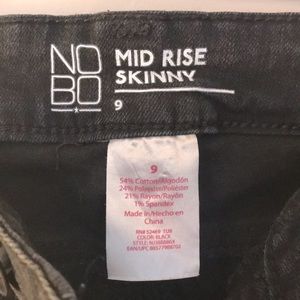 NO
BO
MID RISE
SKINNY
9
9
54% Cotton/Algodón
24% Polyester/Poliéster
21% Rayon/Rayón
1% Spandex
Made in/Hecho en
China
COLOR: BLACK